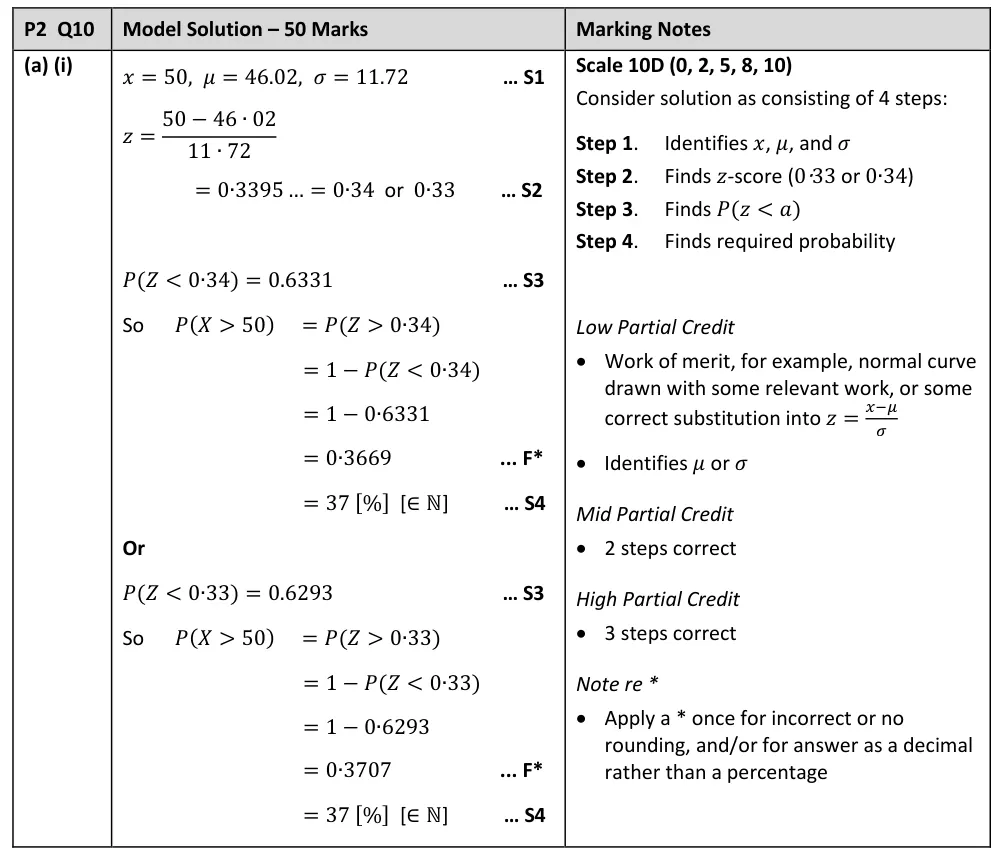 P2 Q10 Model Solution – 50 Marks Marking Notes
(a) (i)
𝑥 = 50, 𝜇 = 46.02, 𝜎 = 11.72 … S1
𝑧 = (50 − 46 · 02)/(11 · 72)
= 0·3395 … = 0·34 or 0·33 … S2
𝑃(𝑍 < 0·34) = 0.6331 … S3
So 𝑃(𝑋 > 50) = 𝑃(𝑍 > 0·34)
= 1 − 𝑃(𝑍 < 0·34)
= 1 − 0·6331
= 0·3669 … F*
= 37 [%] [∈ ℕ] … S4
Or
𝑃(𝑍 < 0·33) = 0.6293 … S3
So 𝑃(𝑋 > 50) = 𝑃(𝑍 > 0·33)
= 1 − 𝑃(𝑍 < 0·33)
= 1 − 0·6293
= 0·3707 … F*
= 37 [%] [∈ ℕ] … S4
Scale 10D (0, 2, 5, 8, 10)
Consider solution as consisting of 4 steps:
Step 1. Identifies 𝑥, 𝜇, and 𝜎
Step 2. Finds 𝑧-score (0·33 or 0·34)
Step 3. Finds 𝑃(𝑧 < 𝑎)
Step 4. Finds required probability
Low Partial Credit
• Work of merit, for example, normal curve
drawn with some relevant work, or some
correct substitution into 𝑧 = (𝑥−𝜇)/𝜎
• Identifies 𝜇 or 𝜎
Mid Partial Credit
• 2 steps correct
High Partial Credit
• 3 steps correct
Note re *
• Apply a * once for incorrect or no
rounding, and/or for answer as a decimal
rather than a percentage